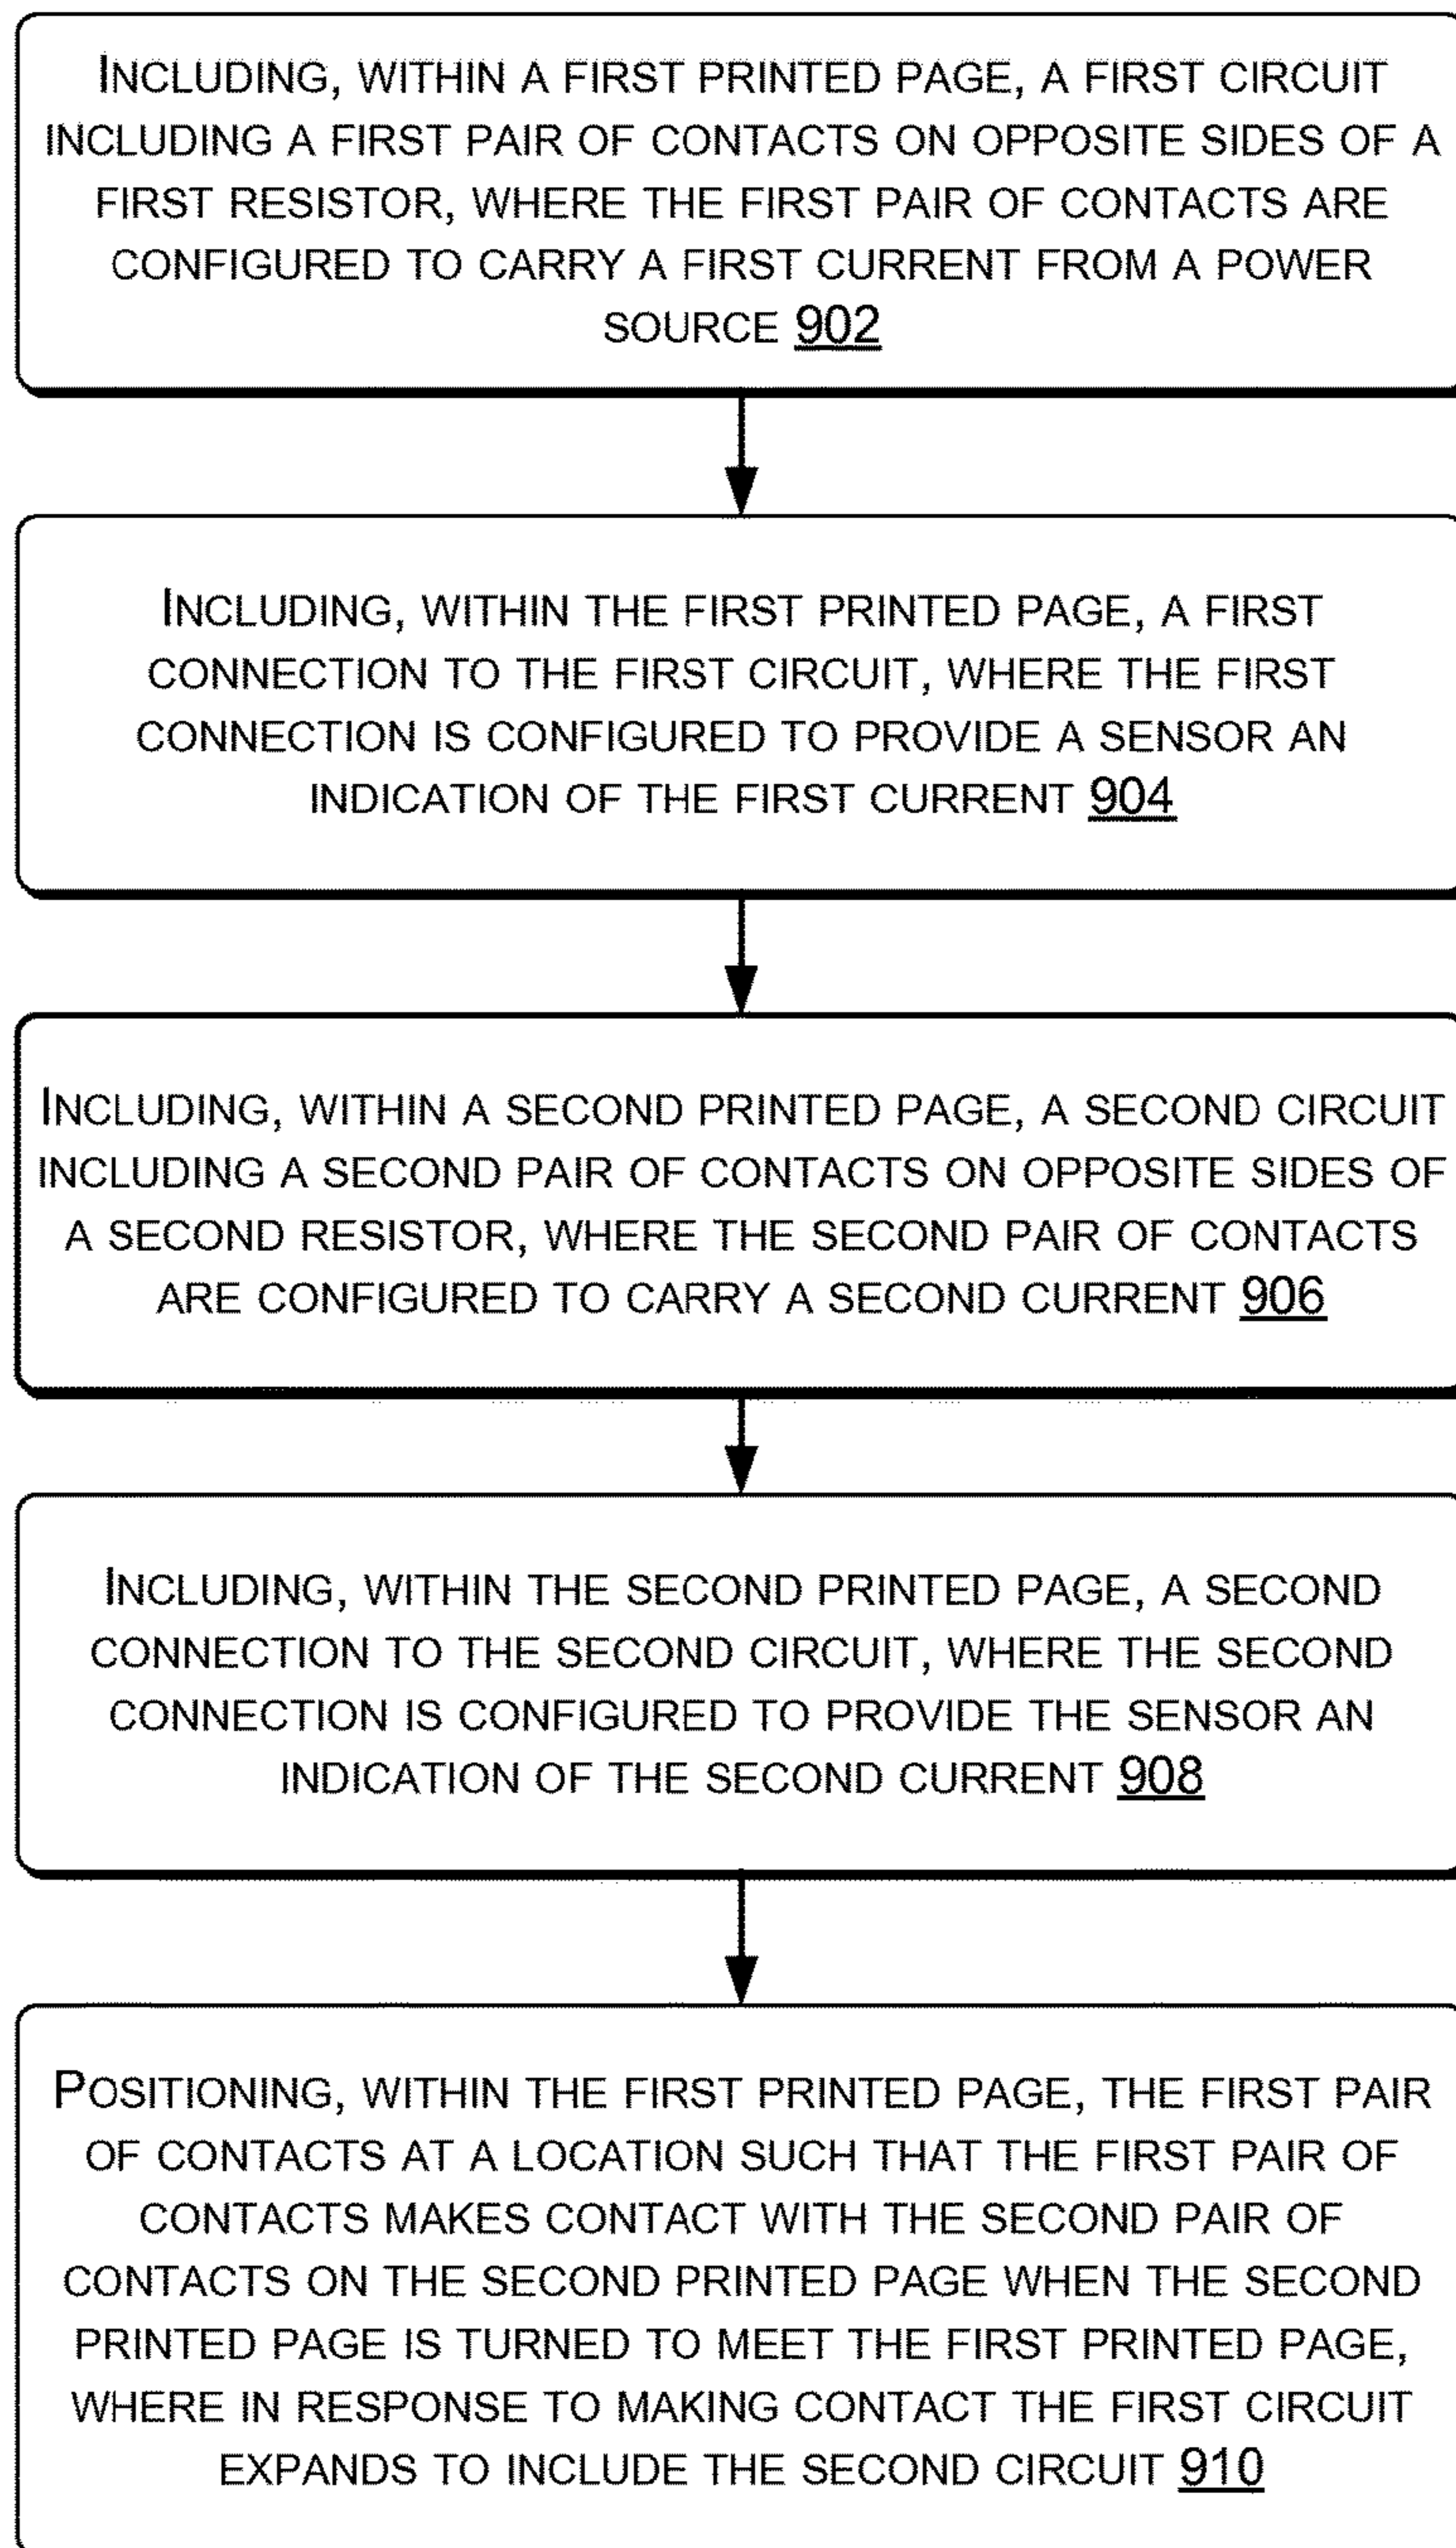 INCLUDING, WITHIN A FIRST PRINTED PAGE, A FIRST CIRCUIT
INCLUDING A FIRST PAIR OF CONTACTS ON OPPOSITE SIDES OF A
FIRST RESISTOR, WHERE THE FIRST PAIR OF CONTACTS ARE
CONFIGURED TO CARRY A FIRST CURRENT FROM A POWER
SOURCE 902
INCLUDING, WITHIN THE FIRST PRINTED PAGE, A FIRST
CONNECTION TO THE FIRST CIRCUIT, WHERE THE FIRST
CONNECTION IS CONFIGURED TO PROVIDE A SENSOR AN
INDICATION OF THE FIRST CURRENT 904
INCLUDING, WITHIN A SECOND PRINTED PAGE, A SECOND CIRCUIT
INCLUDING A SECOND PAIR OF CONTACTS ON OPPOSITE SIDES OF
A SECOND RESISTOR, WHERE THE SECOND PAIR OF CONTACTS
ARE CONFIGURED TO CARRY A SECOND CURRENT 906
INCLUDING, WITHIN THE SECOND PRINTED PAGE, A SECOND
CONNECTION TO THE SECOND CIRCUIT, WHERE THE SECOND
CONNECTION IS CONFIGURED TO PROVIDE THE SENSOR AN
INDICATION OF THE SECOND CURRENT 908
POSITIONING, WITHIN THE FIRST PRINTED PAGE, THE FIRST PAIR
OF CONTACTS AT A LOCATION SUCH THAT THE FIRST PAIR OF
CONTACTS MAKES CONTACT WITH THE SECOND PAIR OF
CONTACTS ON THE SECOND PRINTED PAGE WHEN THE SECOND
PRINTED PAGE IS TURNED TO MEET THE FIRST PRINTED PAGE,
WHERE IN RESPONSE TO MAKING CONTACT THE FIRST CIRCUIT
EXPANDS TO INCLUDE THE SECOND CIRCUIT 910